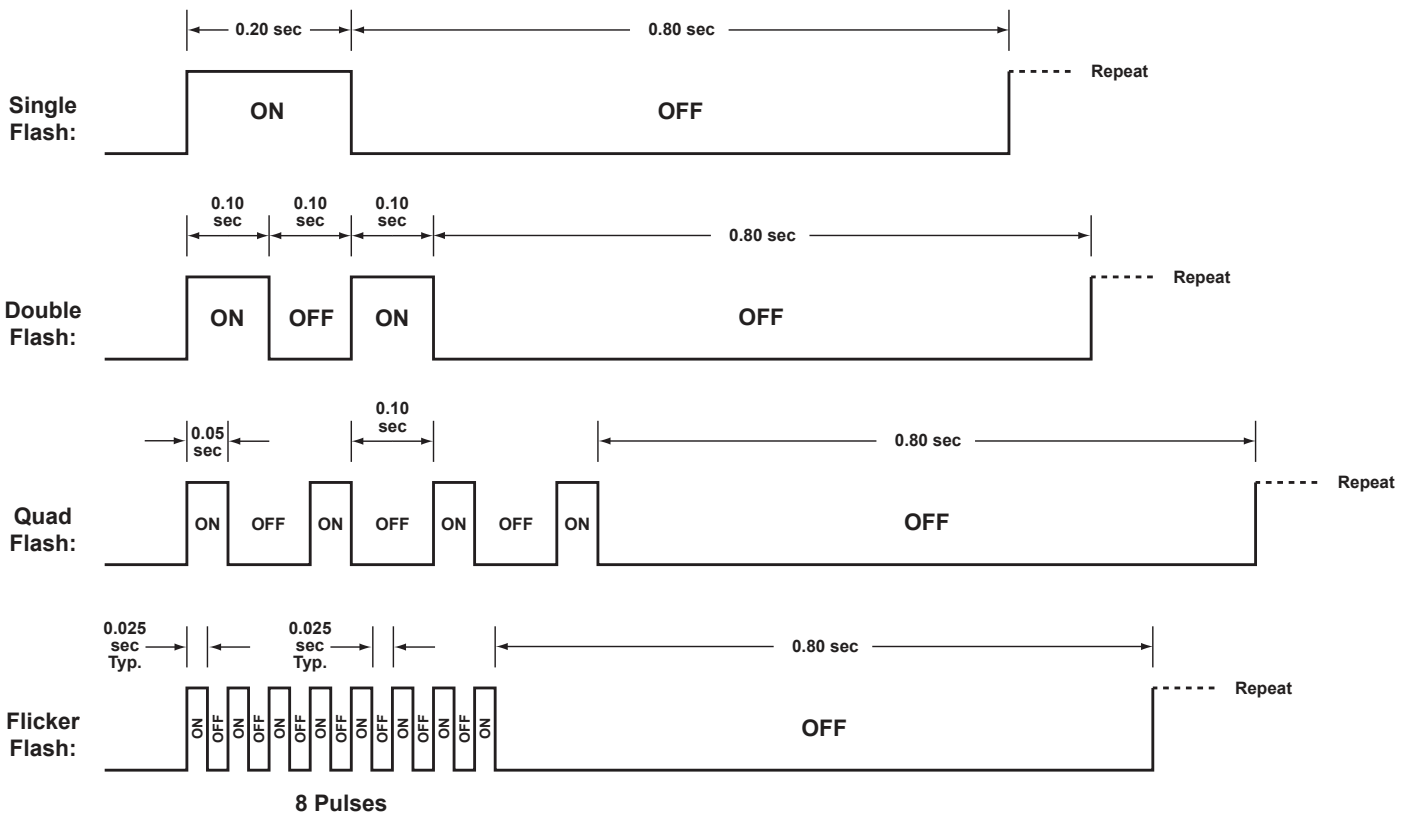 0.20 sec
0.80 sec
Repeat
Single
Flash:
ON
OFF
0.10
sec
0.10
sec
0.10
sec
0.80 sec
Repeat
Double
Flash:
ON
OFF
ON
OFF
0.05
sec
0.10
sec
0.80 sec
Repeat
Quad
Flash:
ON
OFF
ON
OFF
ON
OFF
ON
OFF
0.025
sec
Typ.
0.025
sec
Typ.
0.80 sec
Repeat
Flicker
Flash:
ON
OFF
ON
OFF
ON
OFF
ON
OFF
ON
OFF
ON
OFF
ON
OFF
ON
OFF
8 Pulses